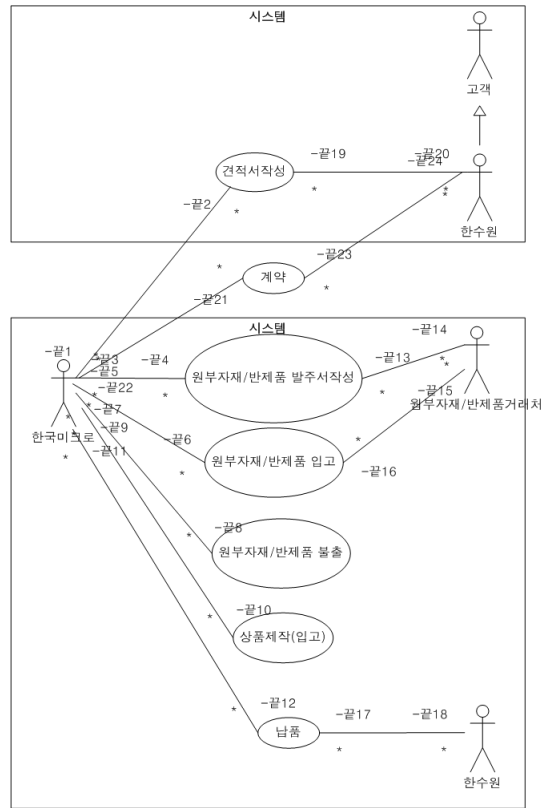 시스템
고객
-끝19
-끝20
-끝24
견적서작성
*
*
*
-끝2
*
한수원
-끝23
*
계약
*
-끝21
시스템
-끝14
-끝1
-끝3
-끝4
-끝13
*
*
-끝5
원부자재/반제품 발주서작성
*
*
-끝22
*
*
*
-끝15
원부자재/반제품거래처
-끝7
*
-끝9
한국미크로
-끝6
*
-끝11
*
원부자재/반제품 입고
*
*
-끝16
-끝8
*
원부자재/반제품 불출
-끝10
*
상품제작(입고)
-끝12
*
-끝17
-끝18
납품
*
*
한수원